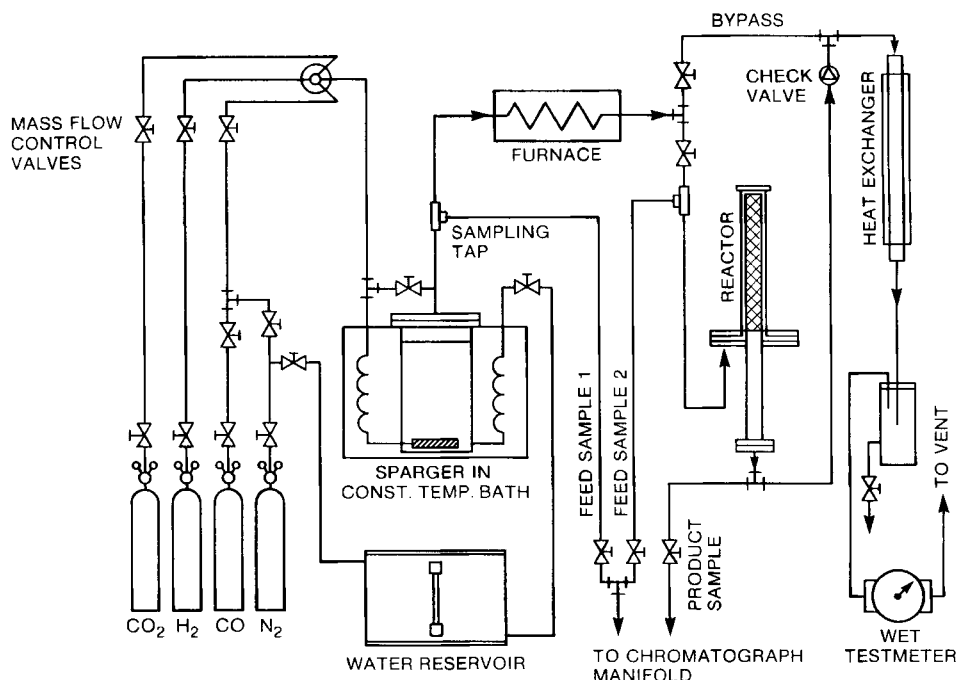 BYPASS
CHECK
VALVE
MASS FLOW
CONTROL
VALVES
FURNACE
HEAT EXCHANGER
SAMPLING
TAP
REACTOR
FEED SAMPLE 1
FEED SAMPLE 2
SPARGER IN
CONST. TEMP. BATH
TO VENT
PRODUCT
SAMPLE
CO₂ H₂ CO N₂
WATER RESERVOIR
TO CHROMATOGRAPH
MANIFOLD
WET
TESTMETER